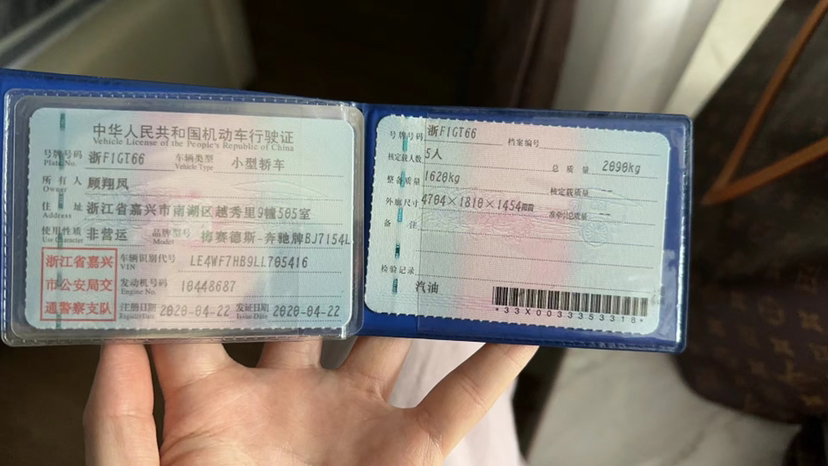 中华人民共和国机动车行驶证
Vehicle License of the People's Republic of China
号牌号码 浙F1GT66 车辆类型 小型轿车
Plate No. Vehicle Type
所有人 顾翔凤
Owner
住址 浙江省嘉兴市南湖区越秀里9幢505室
Address
使用性质 非营运 品牌型号 梅赛德斯-奔驰牌BJ7154L
Use Character Model
浙江省嘉兴
市公安局交
通警察支队
车辆识别代号 LE4WF7HB9LL705416
VIN
发动机号码 10448687
Engine No.
注册日期 2020-04-22 发证日期 2020-04-22
Register Date Issue Date
号牌号码 浙F1GT66 档案编号
核定载人数 5人 总质量 2090kg
整备质量 1620kg 核定载质量 --
外廓尺寸 4704×1810×1454 准牵引总质量 --
备注
检验记录
汽油
*33X0033353318*